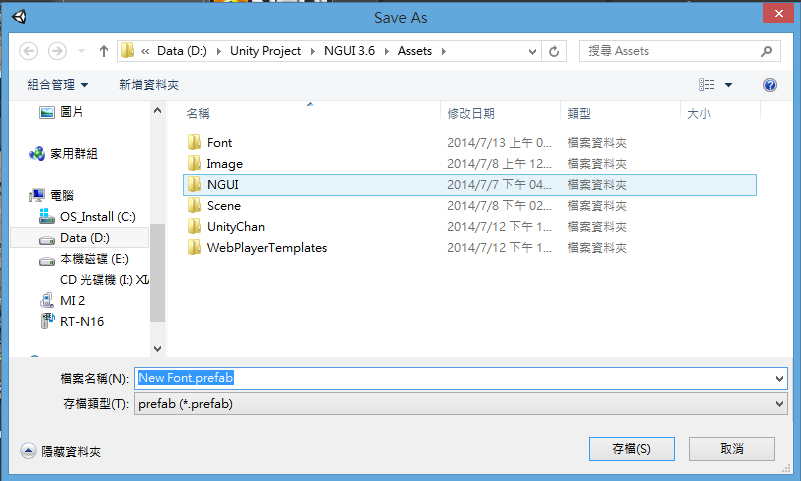 Save As
« Data (D:) › Unity Project › NGUI 3.6 › Assets ›
搜尋 Assets
組合管理 新增資料夾
圖片
家用群組
電腦
OS_Install (C:)
Data (D:)
本機磁碟 (E:)
CD 光碟機 (I:) XI
MI 2
RT-N16
名稱 修改日期 類型 大小
Font 2014/7/13 上午 0... 檔案資料夾
Image 2014/7/8 上午 12... 檔案資料夾
NGUI 2014/7/7 下午 04... 檔案資料夾
Scene 2014/7/8 下午 02... 檔案資料夾
UnityChan 2014/7/12 下午 1... 檔案資料夾
WebPlayerTemplates 2014/7/12 下午 1... 檔案資料夾
檔案名稱(N): New Font.prefab
存檔類型(T): prefab (*.prefab)
隱藏資料夾 存檔(S) 取消